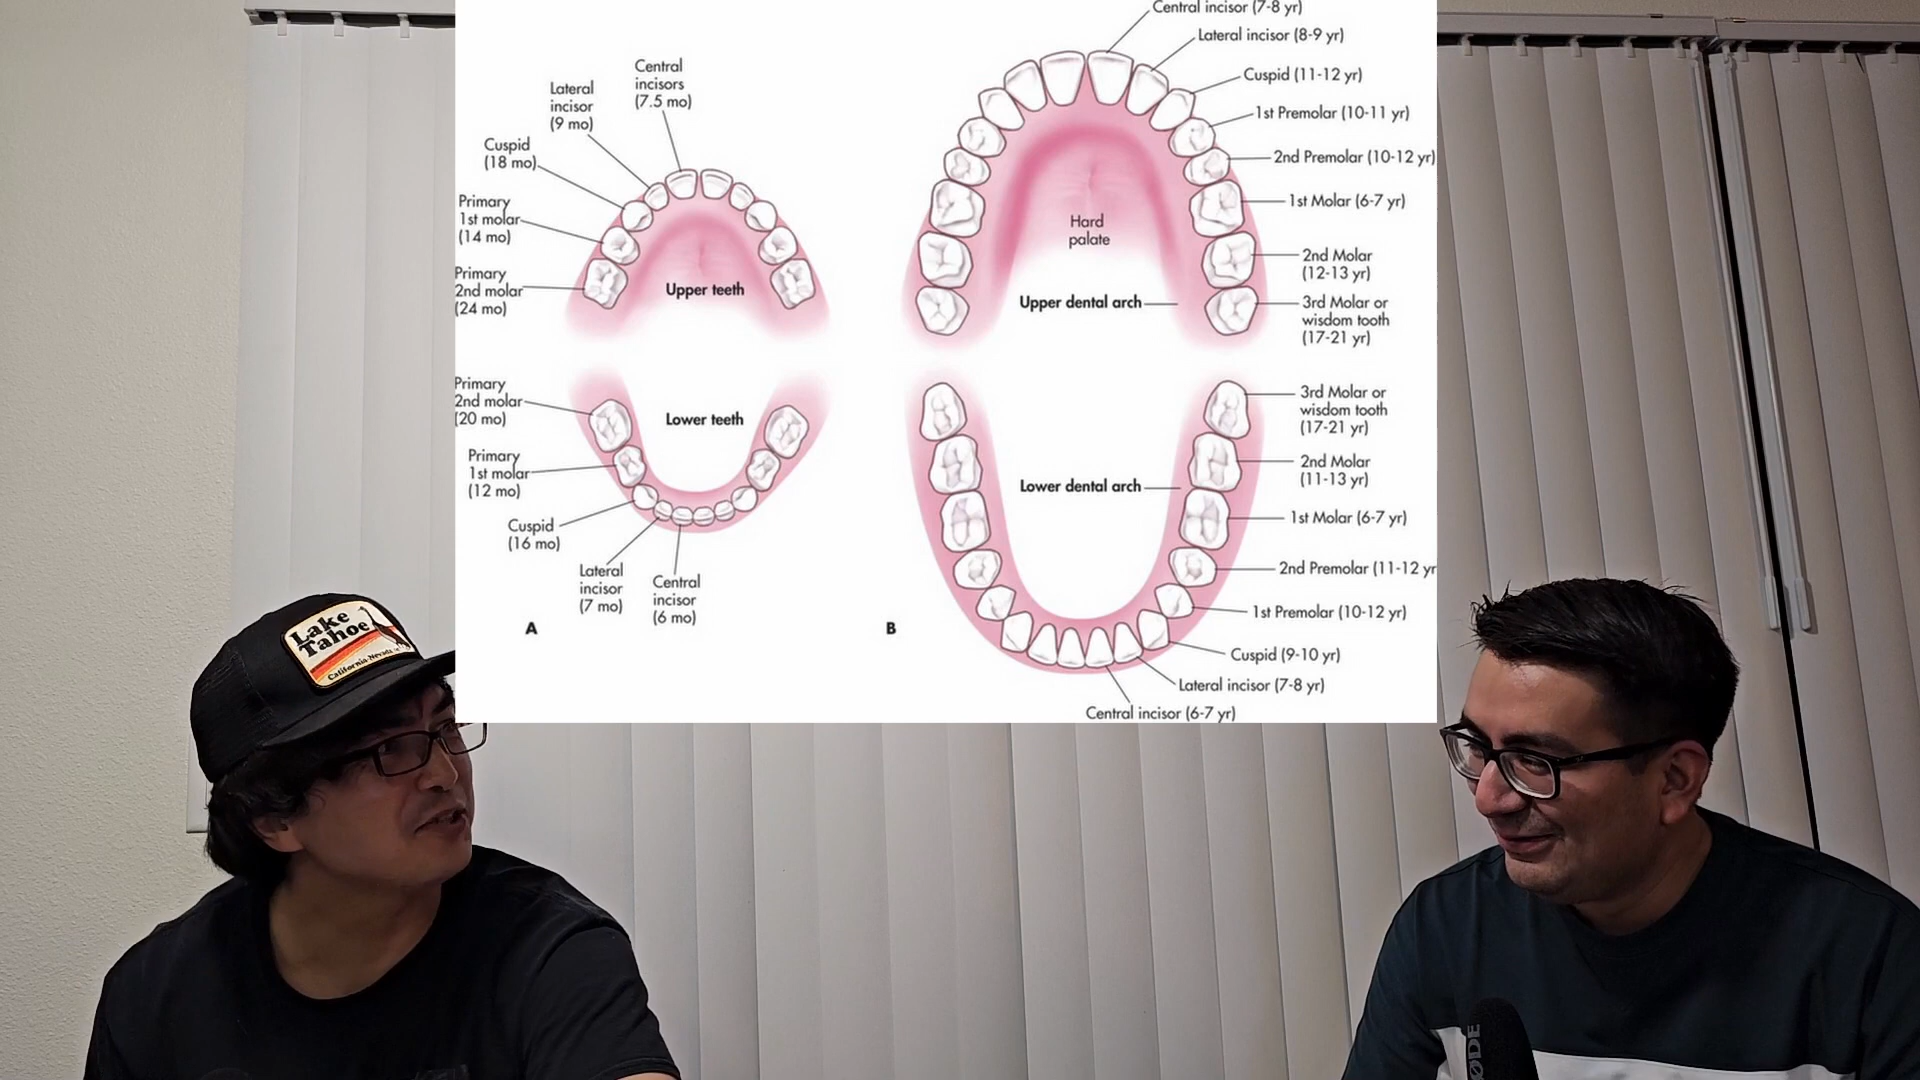 Central
incisors
(7.5 mo)
Lateral
incisor
(9 mo)
Cuspid
(18 mo)
Primary
1st molar
(14 mo)
Primary
2nd molar
(24 mo)
Upper teeth
Primary
2nd molar
(20 mo)
Lower teeth
Primary
1st molar
(12 mo)
Cuspid
(16 mo)
Lateral
incisor
(7 mo)
Central
incisor
(6 mo)
A
Central incisor (7-8 yr)
Lateral incisor (8-9 yr)
Cuspid (11-12 yr)
1st Premolar (10-11 yr)
2nd Premolar (10-12 yr)
1st Molar (6-7 yr)
Hard
palate
2nd Molar
(12-13 yr)
Upper dental arch
3rd Molar or
wisdom tooth
(17-21 yr)
3rd Molar or
wisdom tooth
(17-21 yr)
2nd Molar
(11-13 yr)
Lower dental arch
1st Molar (6-7 yr)
2nd Premolar (11-12 yr
1st Premolar (10-12 yr)
B
Cuspid (9-10 yr)
Lateral incisor (7-8 yr)
Central incisor (6-7 yr)
Lake
Tahoe
California-Nevada
RØDE